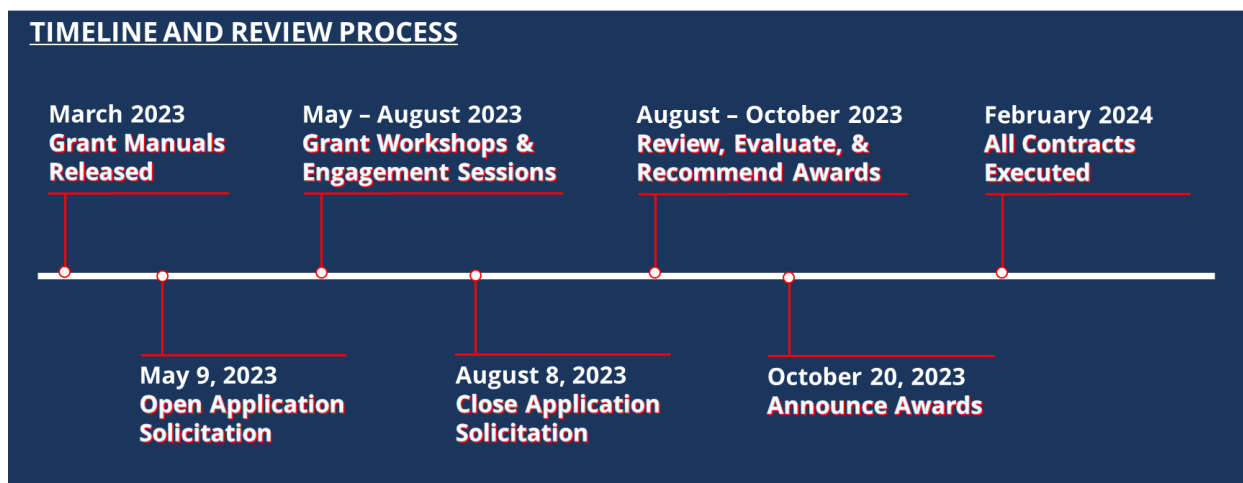 TIMELINE AND REVIEW PROCESS
March 2023
Grant Manuals
Released
May – August 2023
Grant Workshops &
Engagement Sessions
August – October 2023
Review, Evaluate, &
Recommend Awards
February 2024
All Contracts
Executed
May 9, 2023
Open Application
Solicitation
August 8, 2023
Close Application
Solicitation
October 20, 2023
Announce Awards